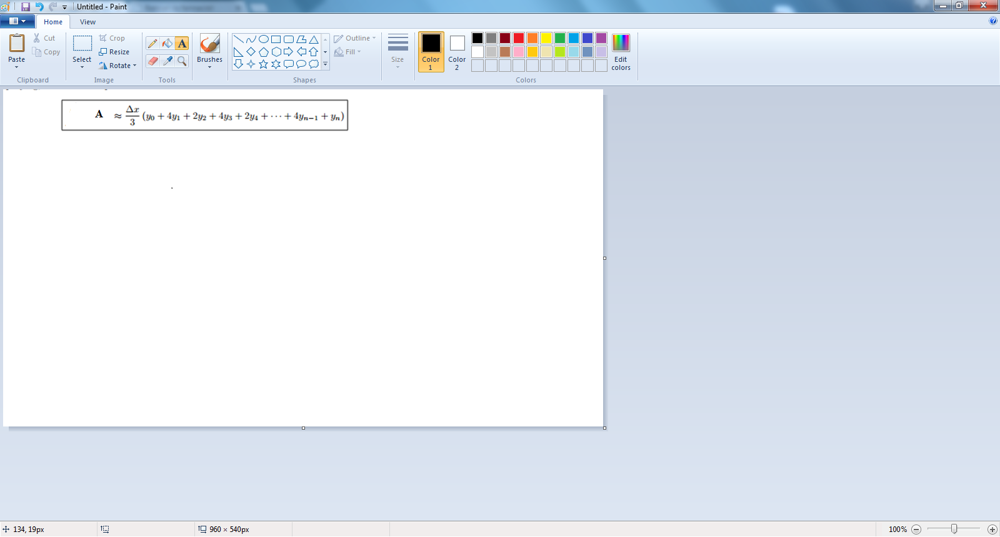 Untitled - Paint
Home View
Paste
Cut
Copy
Clipboard
Select
Crop
Resize
Rotate
Image
A
Tools
Brushes
Shapes
Outline
Fill
Size
Color 1
Color 2
Edit colors
Colors
A ≈ Δx/3 (y₀ + 4y₁ + 2y₂ + 4y₃ + 2y₄ + ⋯ + 4yₙ₋₁ + yₙ)
134, 19px
960 × 540px
100%